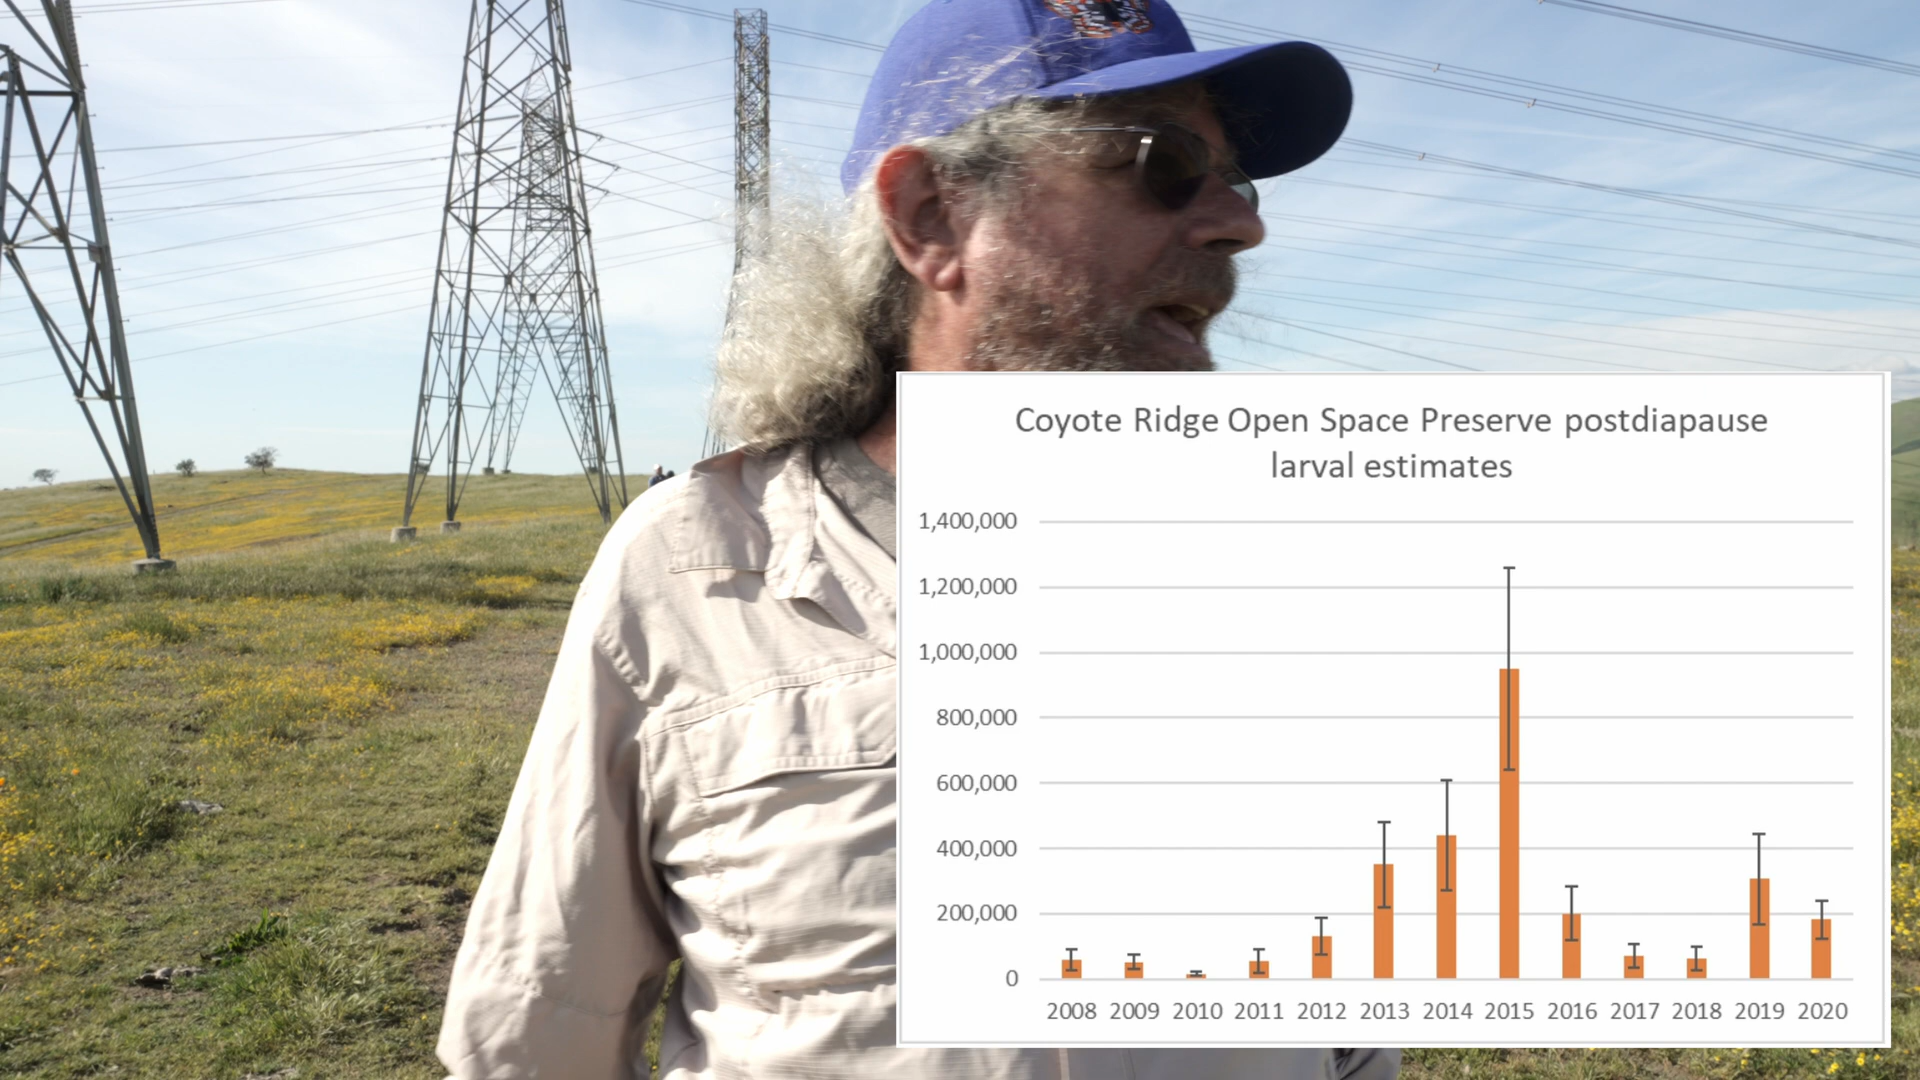 Coyote Ridge Open Space Preserve postdiapause
larval estimates
1,400,000
1,200,000
1,000,000
800,000
600,000
400,000
200,000
0
2008 2009 2010 2011 2012 2013 2014 2015 2016 2017 2018 2019 2020